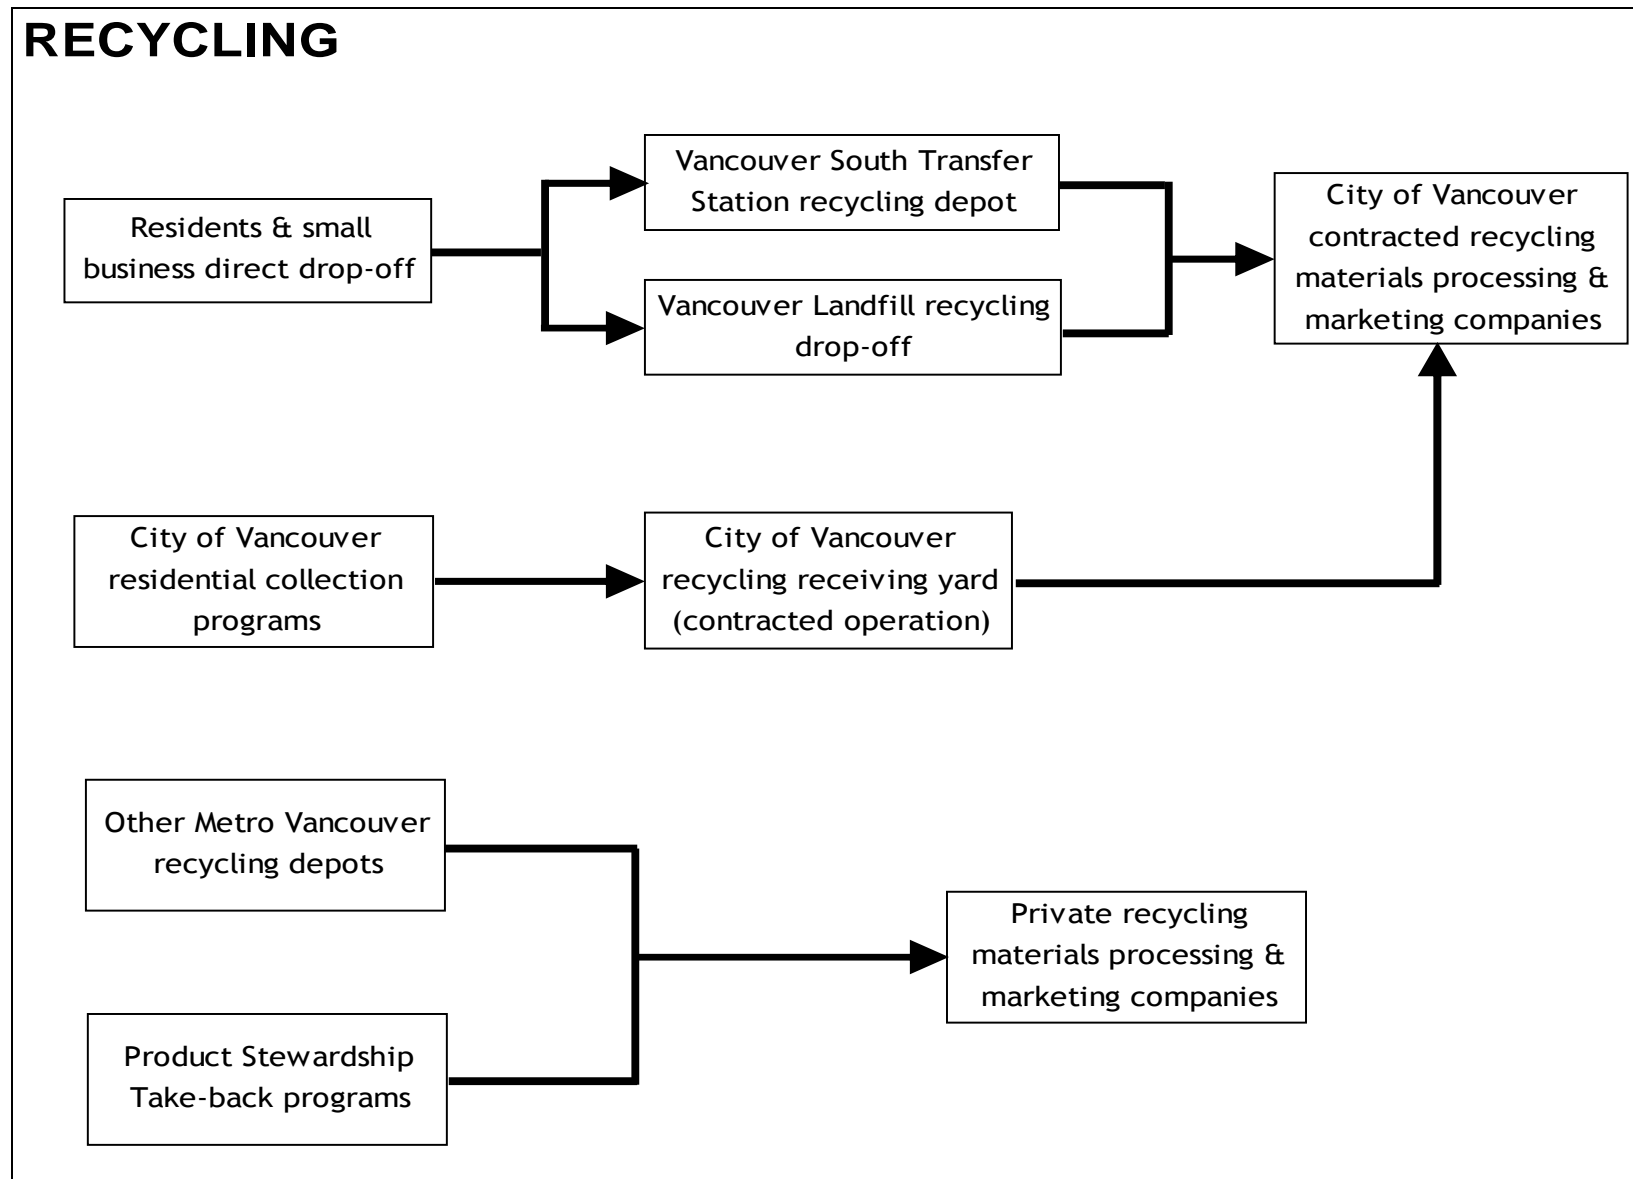 RECYCLING
Residents & small
business direct drop-off
Vancouver South Transfer
Station recycling depot
Vancouver Landfill recycling
drop-off
City of Vancouver
contracted recycling
materials processing &
marketing companies
City of Vancouver
residential collection
programs
City of Vancouver
recycling receiving yard
(contracted operation)
Other Metro Vancouver
recycling depots
Product Stewardship
Take-back programs
Private recycling
materials processing &
marketing companies